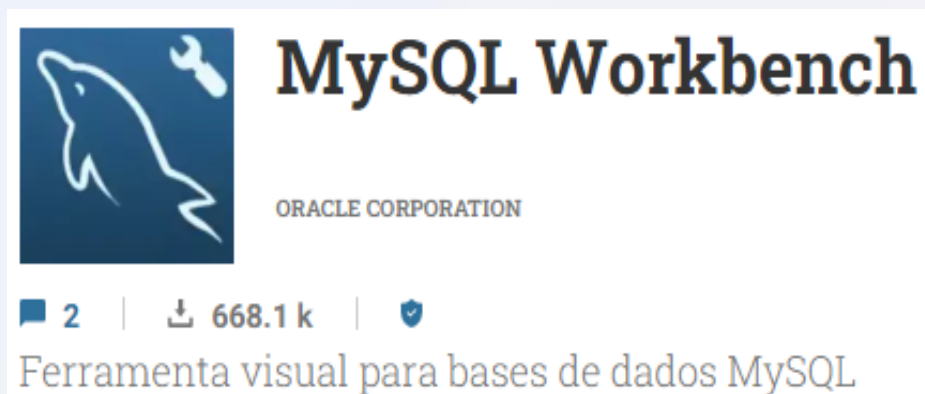 MySQL Workbench
ORACLE CORPORATION
2 668.1 k
Ferramenta visual para bases de dados MySQL